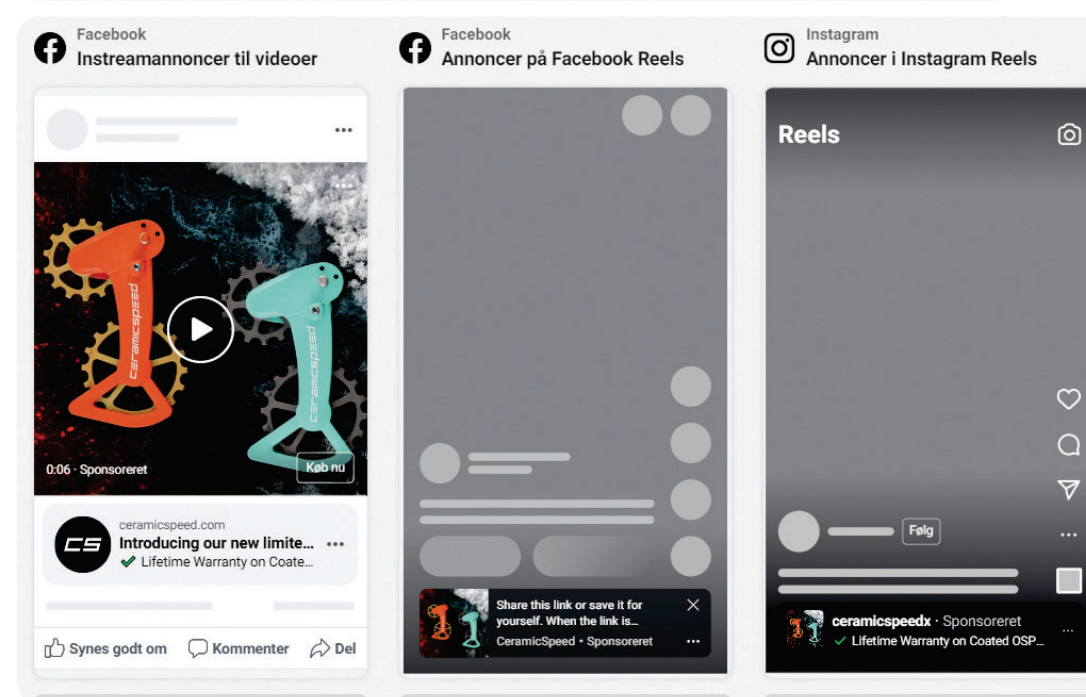 Facebook
Instreamannoncer til videoer
Facebook
Annoncer på Facebook Reels
Instagram
Annoncer i Instagram Reels
ceramicspeed
ceramicspeed
0:06 · Sponsoreret
Køb nu
CS
ceramicspeed.com
Introducing our new limite...
Lifetime Warranty on Coate...
Synes godt om
Kommenter
Del
Share this link or save it for
yourself. When the link is...
CeramicSpeed • Sponsoreret
Reels
Følg
ceramicspeedx · Sponsoreret
Lifetime Warranty on Coated OSP...